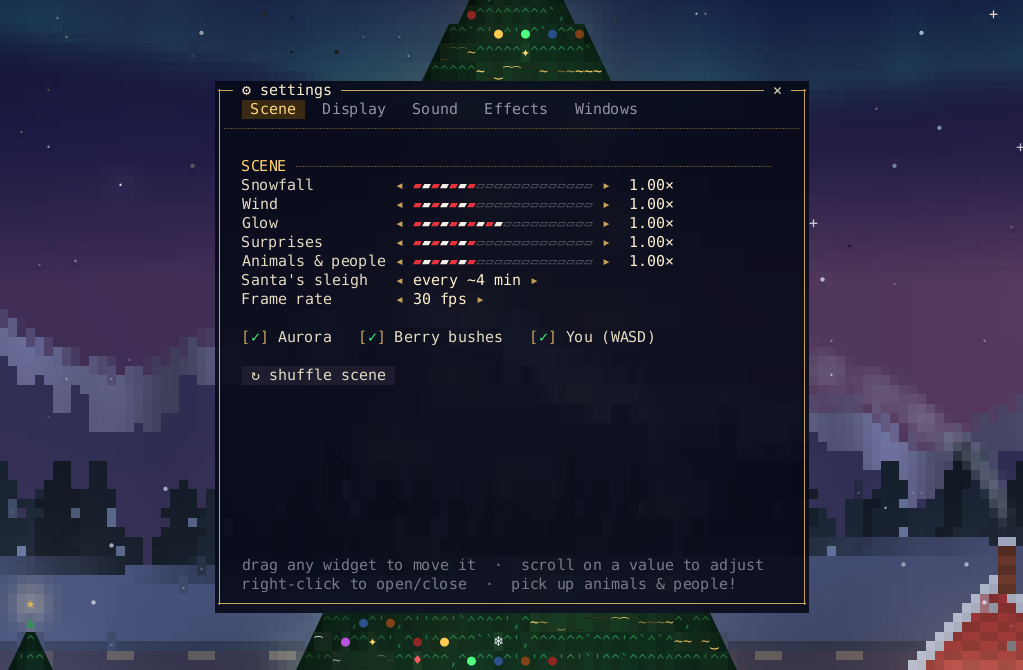 ⚙ settings ✕
Scene Display Sound Effects Windows
SCENE
Snowfall ◂ ▸ 1.00×
Wind ◂ ▸ 1.00×
Glow ◂ ▸ 1.00×
Surprises ◂ ▸ 1.00×
Animals & people ◂ ▸ 1.00×
Santa's sleigh ◂ every ~4 min ▸
Frame rate ◂ 30 fps ▸
[✓] Aurora [✓] Berry bushes [✓] You (WASD)
↻ shuffle scene
drag any widget to move it · scroll on a value to adjust
right-click to open/close · pick up animals & people!